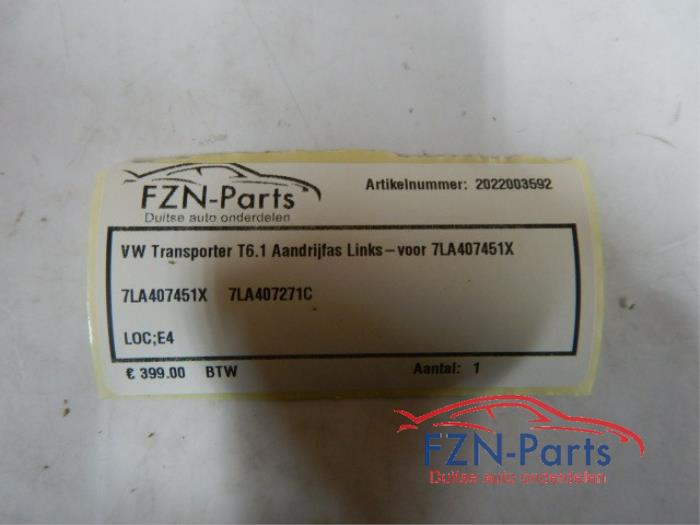 FZN-Parts
Duitse auto onderdelen
Artikelnummer: 2022003592
VW Transporter T6.1 Aandrijfas Links-voor 7LA407451X
7LA407451X 7LA407271C
LOC;E4
€ 399.00 BTW
Aantal: 1
FZN-Parts
Duitse auto onderdelen